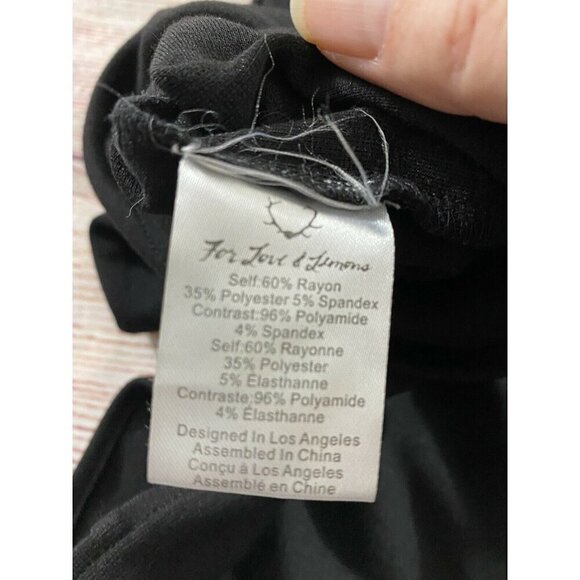 For Love & Lemons
Self:60% Rayon
35% Polyester 5% Spandex
Contrast:96% Polyamide
4% Spandex
Self:60% Rayonne
35% Polyester
5% Élasthanne
Contraste:96% Polyamide
4% Élasthanne
Designed In Los Angeles
Assembled In China
Conçu à Los Angeles
Assemblé en Chine